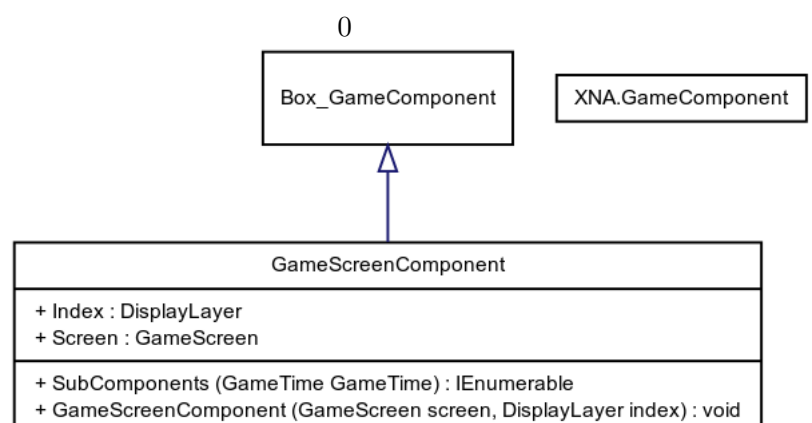 0
Box_GameComponent
XNA.GameComponent
GameScreenComponent
+ Index : DisplayLayer
+ Screen : GameScreen
+ SubComponents (GameTime GameTime) : IEnumerable
+ GameScreenComponent (GameScreen screen, DisplayLayer index) : void